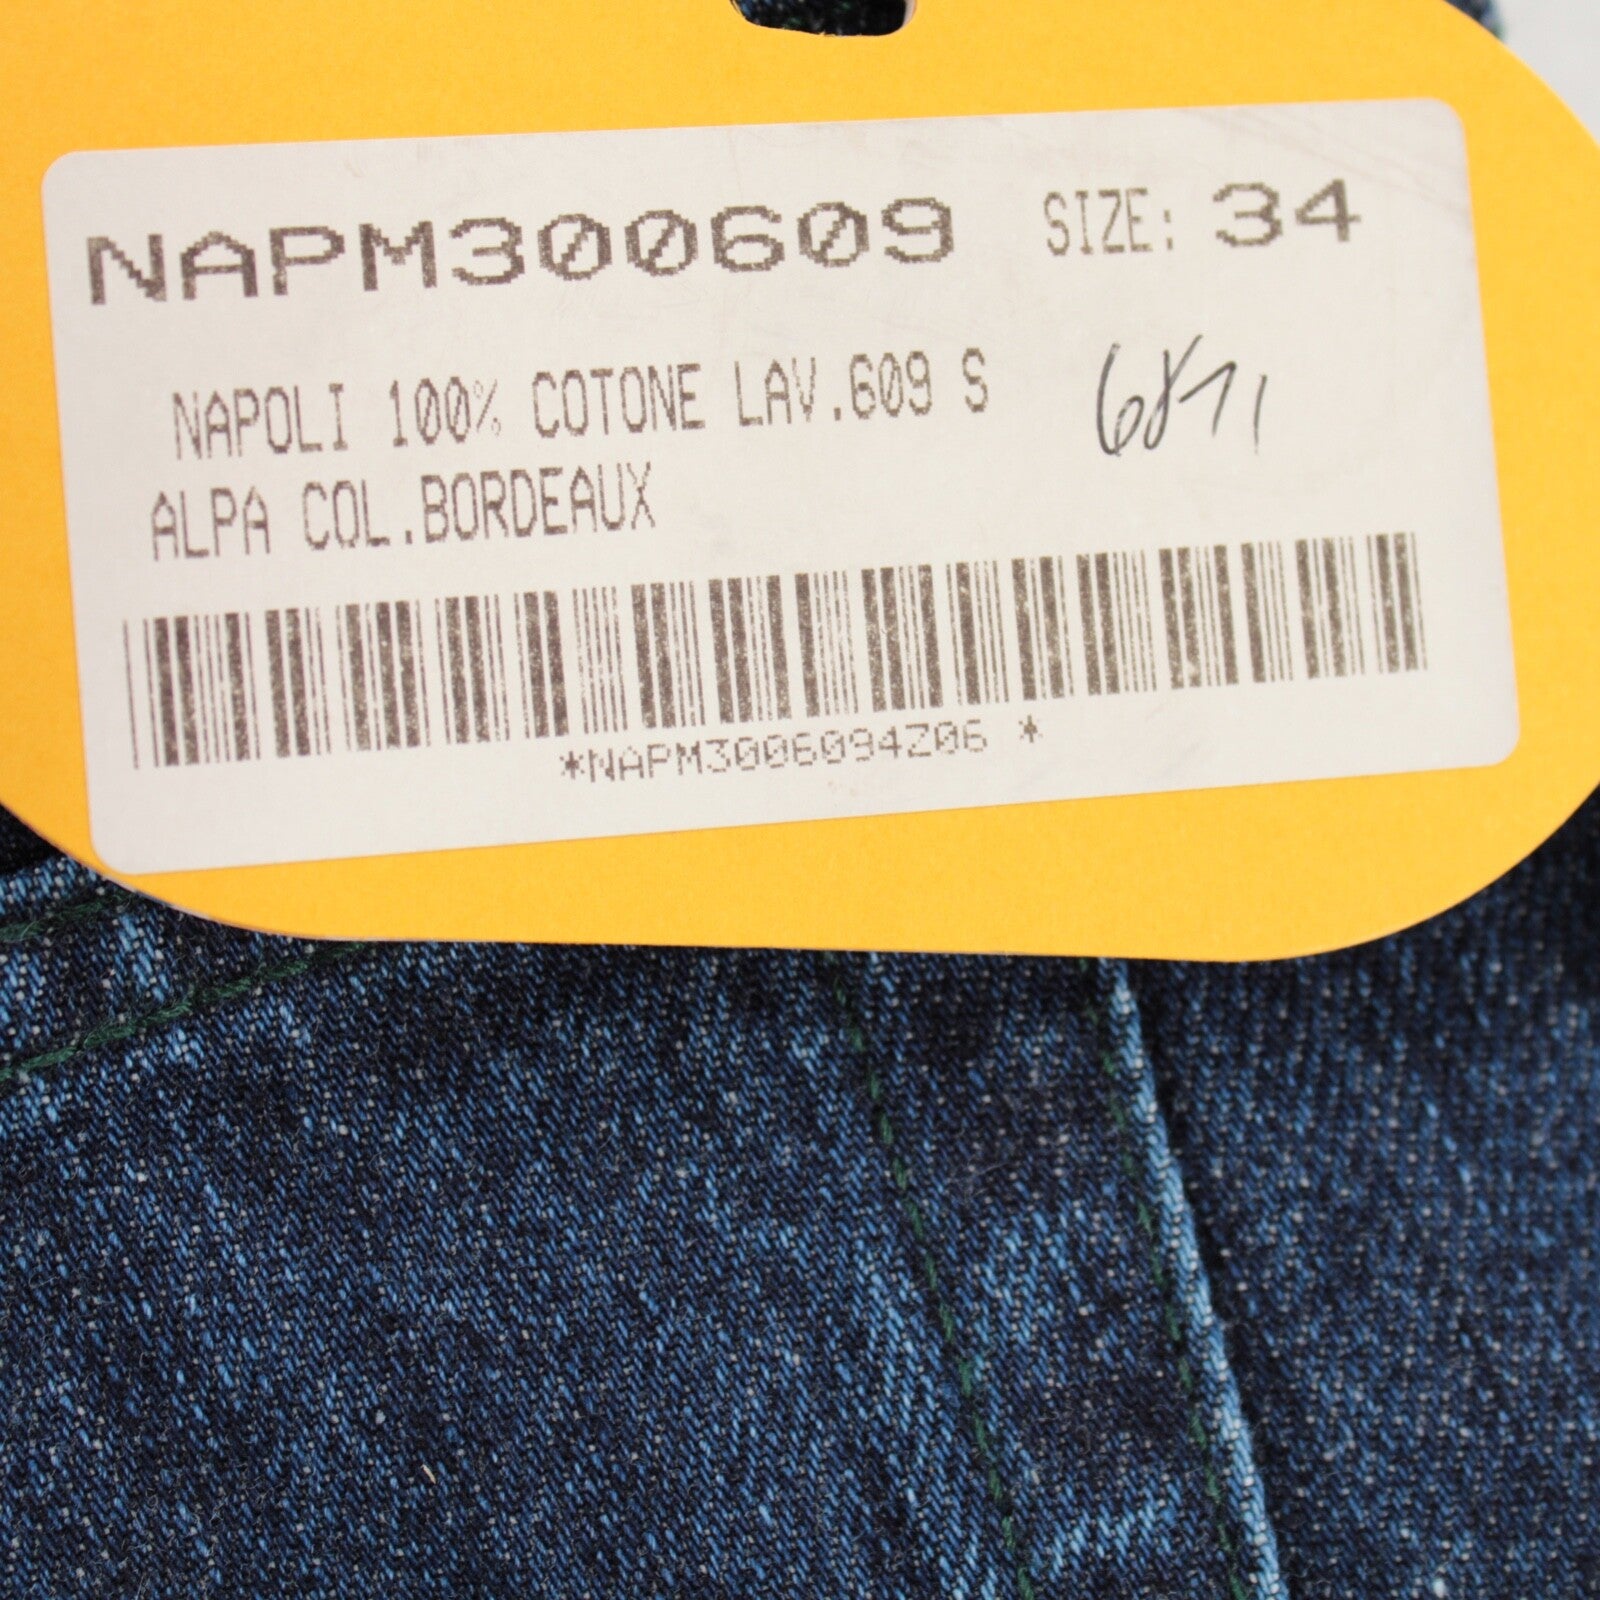 NAPM300609 SIZE: 34
NAPOLI 100% COTONE LAV.609 S
ALPA COL.BORDEAUX
*NAPM3006094Z06 *